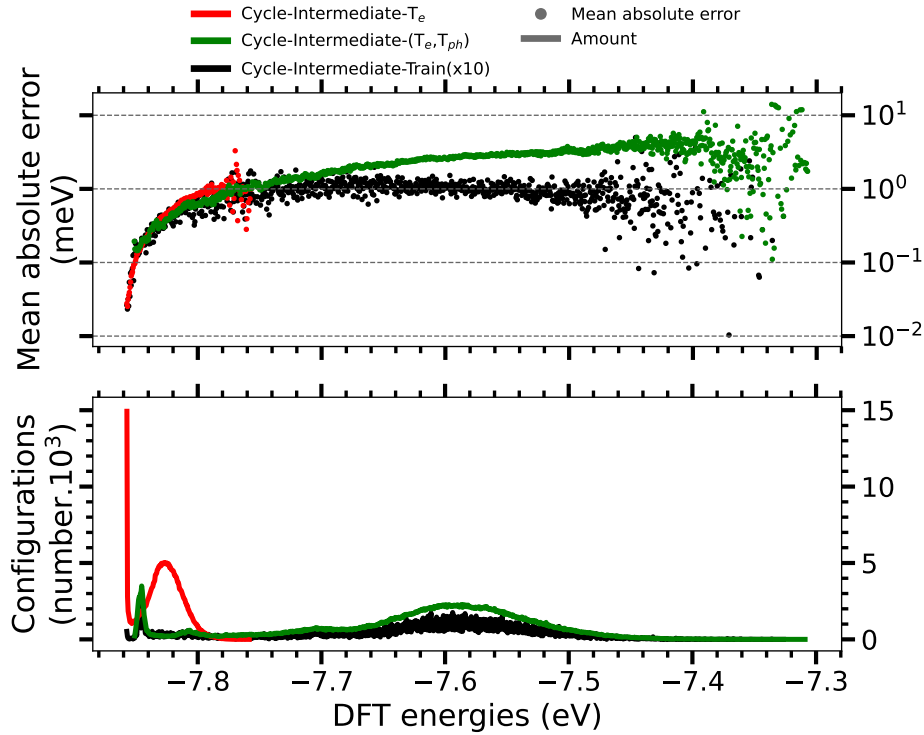 Cycle-Intermediate-Tₑ
Cycle-Intermediate-(Tₑ,Tₚₕ)
Cycle-Intermediate-Train(x10)
Mean absolute error
Amount
Mean absolute error
(meV)
10¹
10⁰
10⁻¹
10⁻²
Configurations
(number.10³)
15
10
5
0
−7.8
−7.7
−7.6
−7.5
−7.4
−7.3
DFT energies (eV)